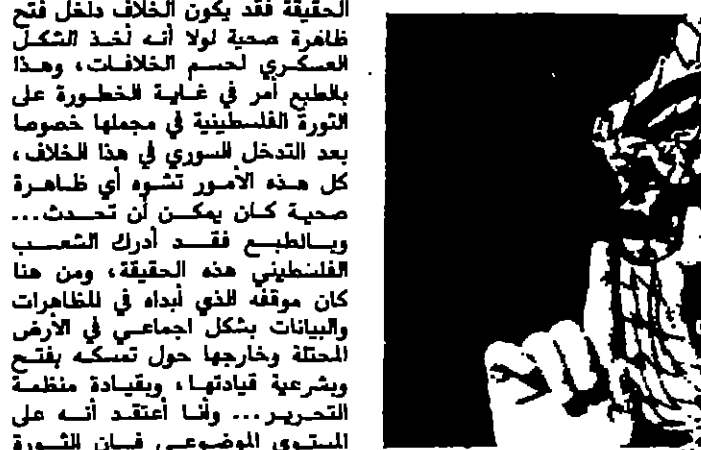 الحقيقة فقد يكون الخلاف داخل فتح
ظاهرة صحية لولا أنه أخذ الشكل
العسكري لحسم الخلافات، وهذا
بالطبع أمر في غاية الخطورة على
الثورة الفلسطينية في مجملها خصوصا
بعد التدخل السوري في هذا الخلاف،
كل هذه الأمور تشوه أي ظاهرة
صحية كان يمكن أن تحدث...
وبالطبع فقد أدرك الشعب
الفلسطيني هذه الحقيقة، ومن هنا
كان موقفه الذي أبداه في المظاهرات
والبيانات بشكل اجماعي في الأرض
المحتلة وخارجها حول تمسكه بفتح
وبشرعية قيادتها، وبقيادة منظمة
التحرير... وأنا أعتقد أنه على
المستوى الموضوعي فإن الثورة